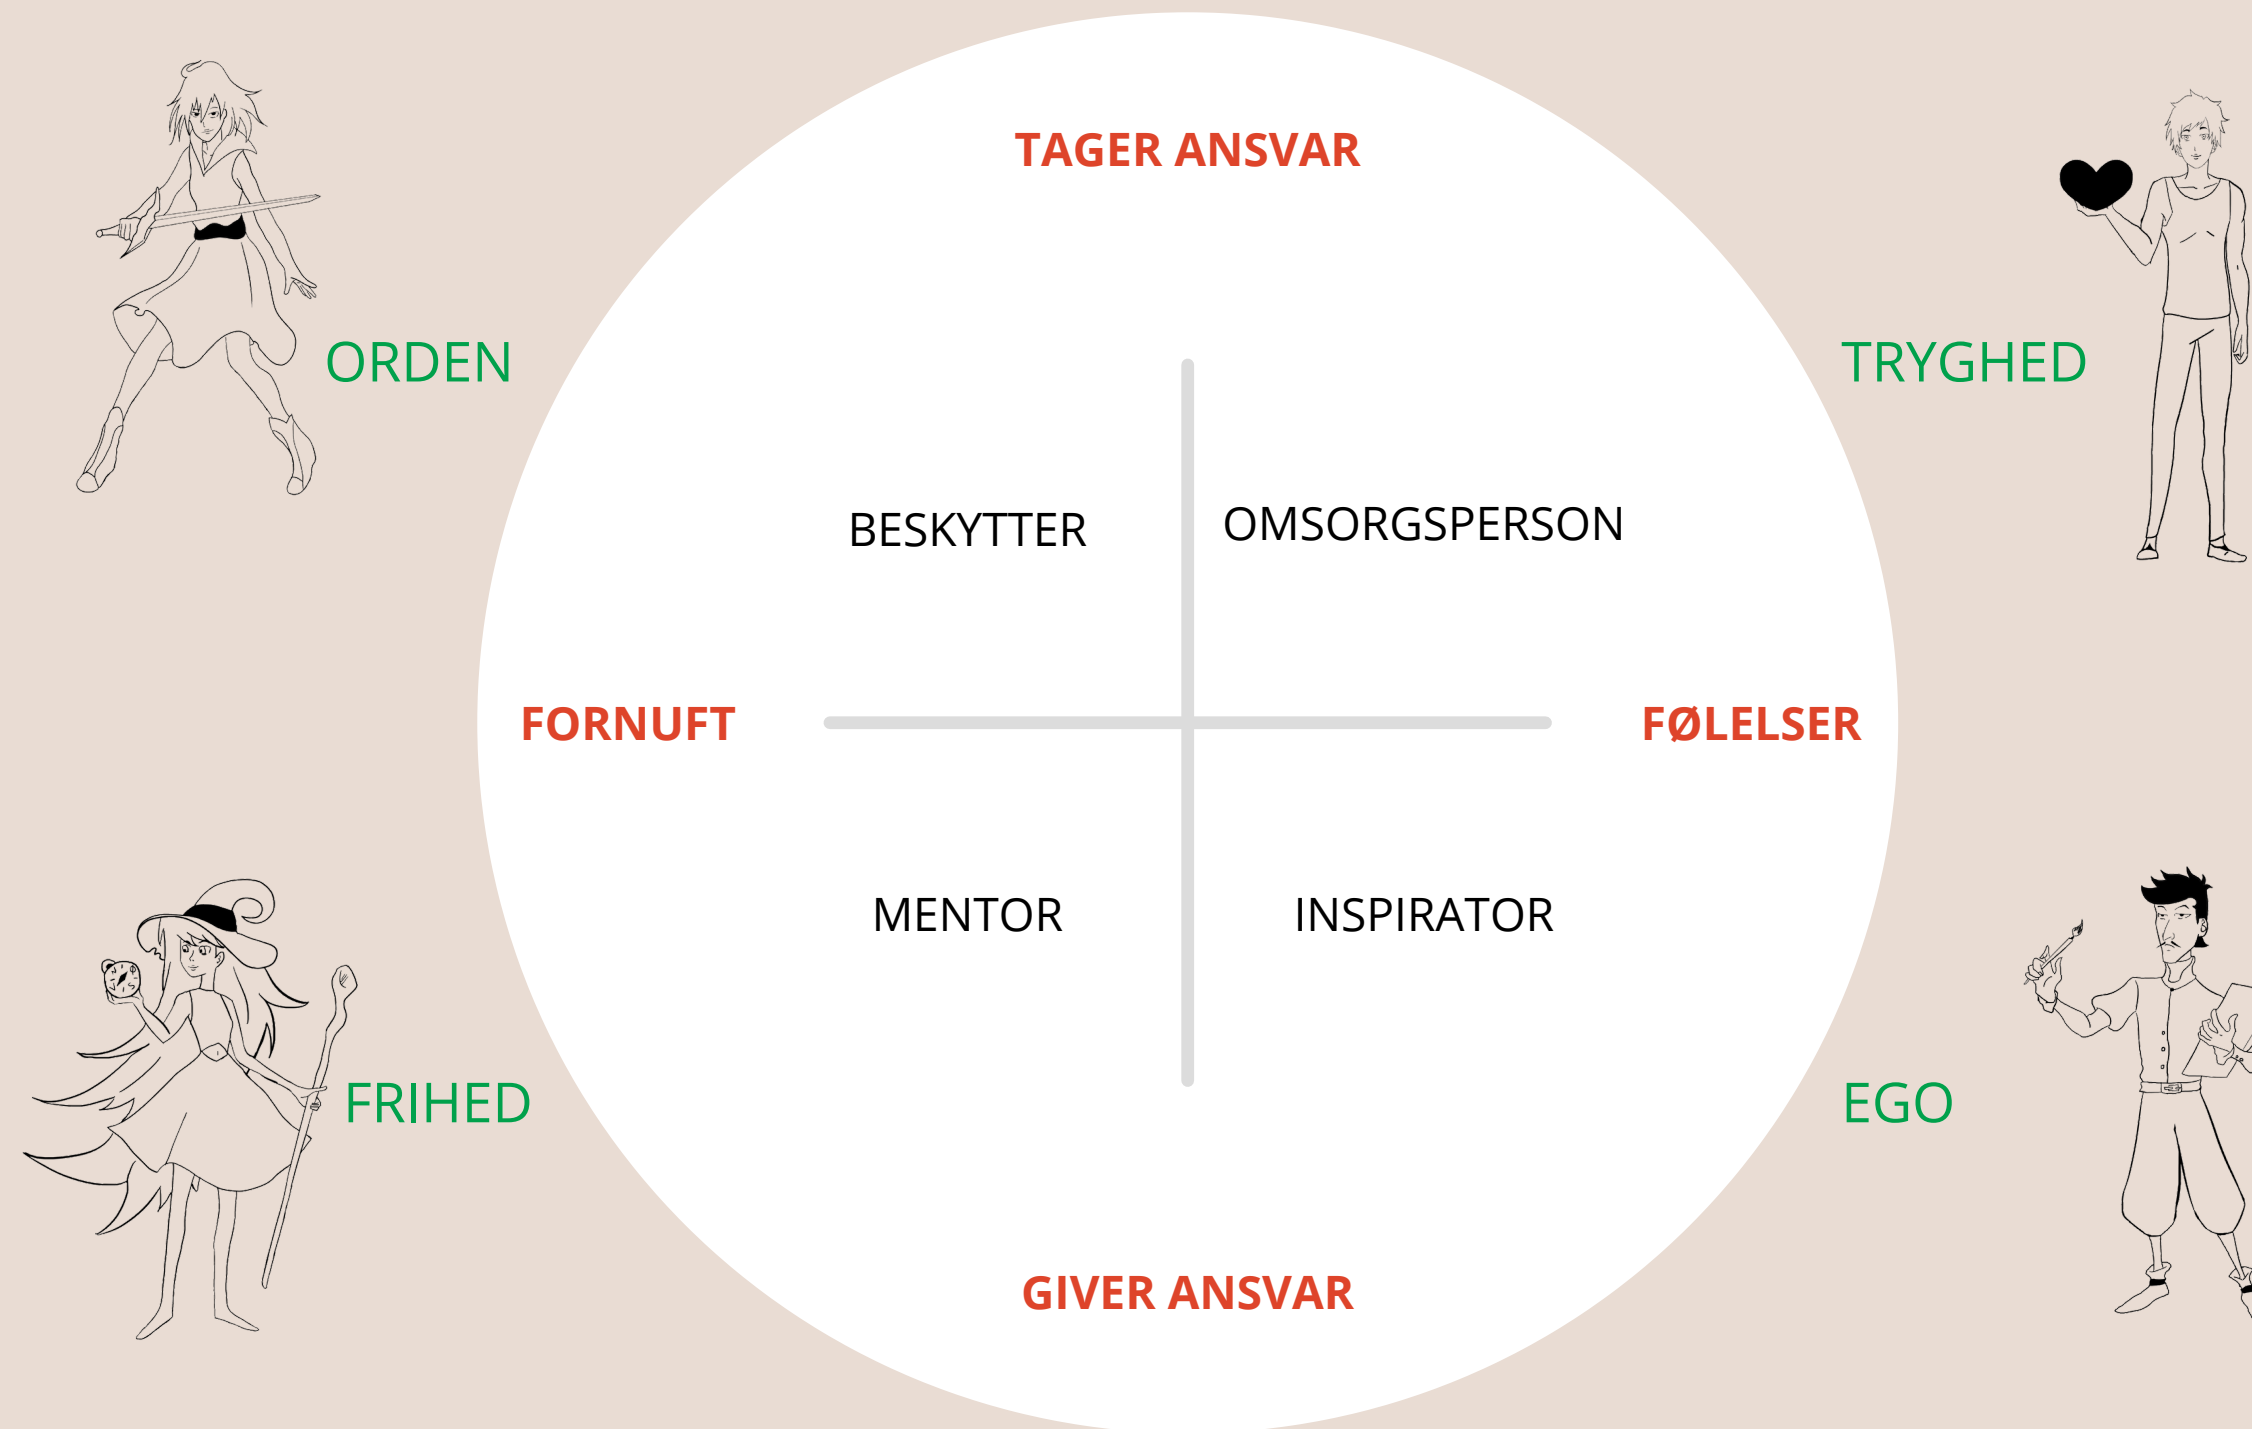 TAGER ANSVAR
ORDEN
TRYGHED
BESKYTTER
OMSORGSPERSON
FORNUFT
FØLELSER
MENTOR
INSPIRATOR
FRIHED
EGO
GIVER ANSVAR